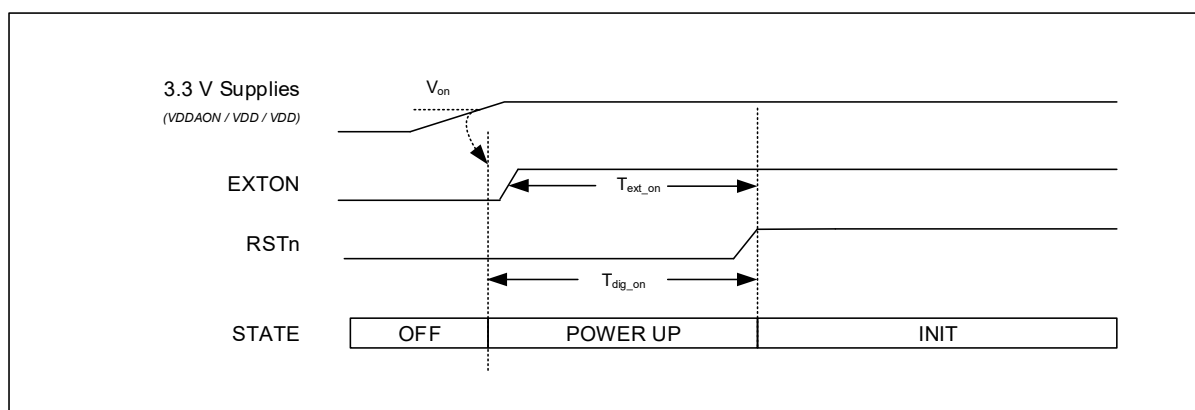 3.3 V Supplies
Von
(VDDAON / VDD / VDD)
EXTON
Text_on
RSTn
Tdig_on
STATE
OFF
POWER UP
INIT